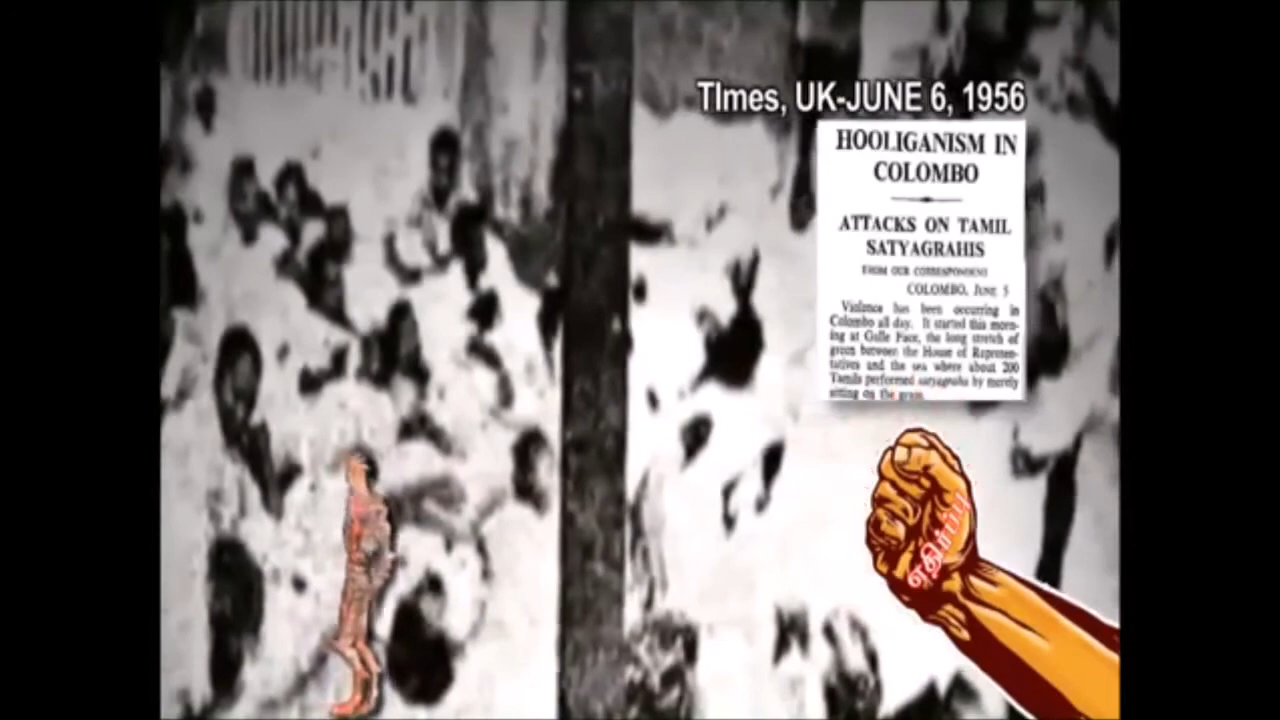 TImes, UK-JUNE 6, 1956
HOOLIGANISM IN
COLOMBO
ATTACKS ON TAMIL
SATYAGRAHIS
FROM OUR CORRESPONDENT
COLOMBO, JUNE 5
Violence has been occurring in
Colombo all day. It started this morn-
ing at Galle Face, the long stretch of
green between the House of Represen-
tatives and the sea where about 200
Tamils performed satyagraha by merely
sitting on the grass
எதிர்ப்பு